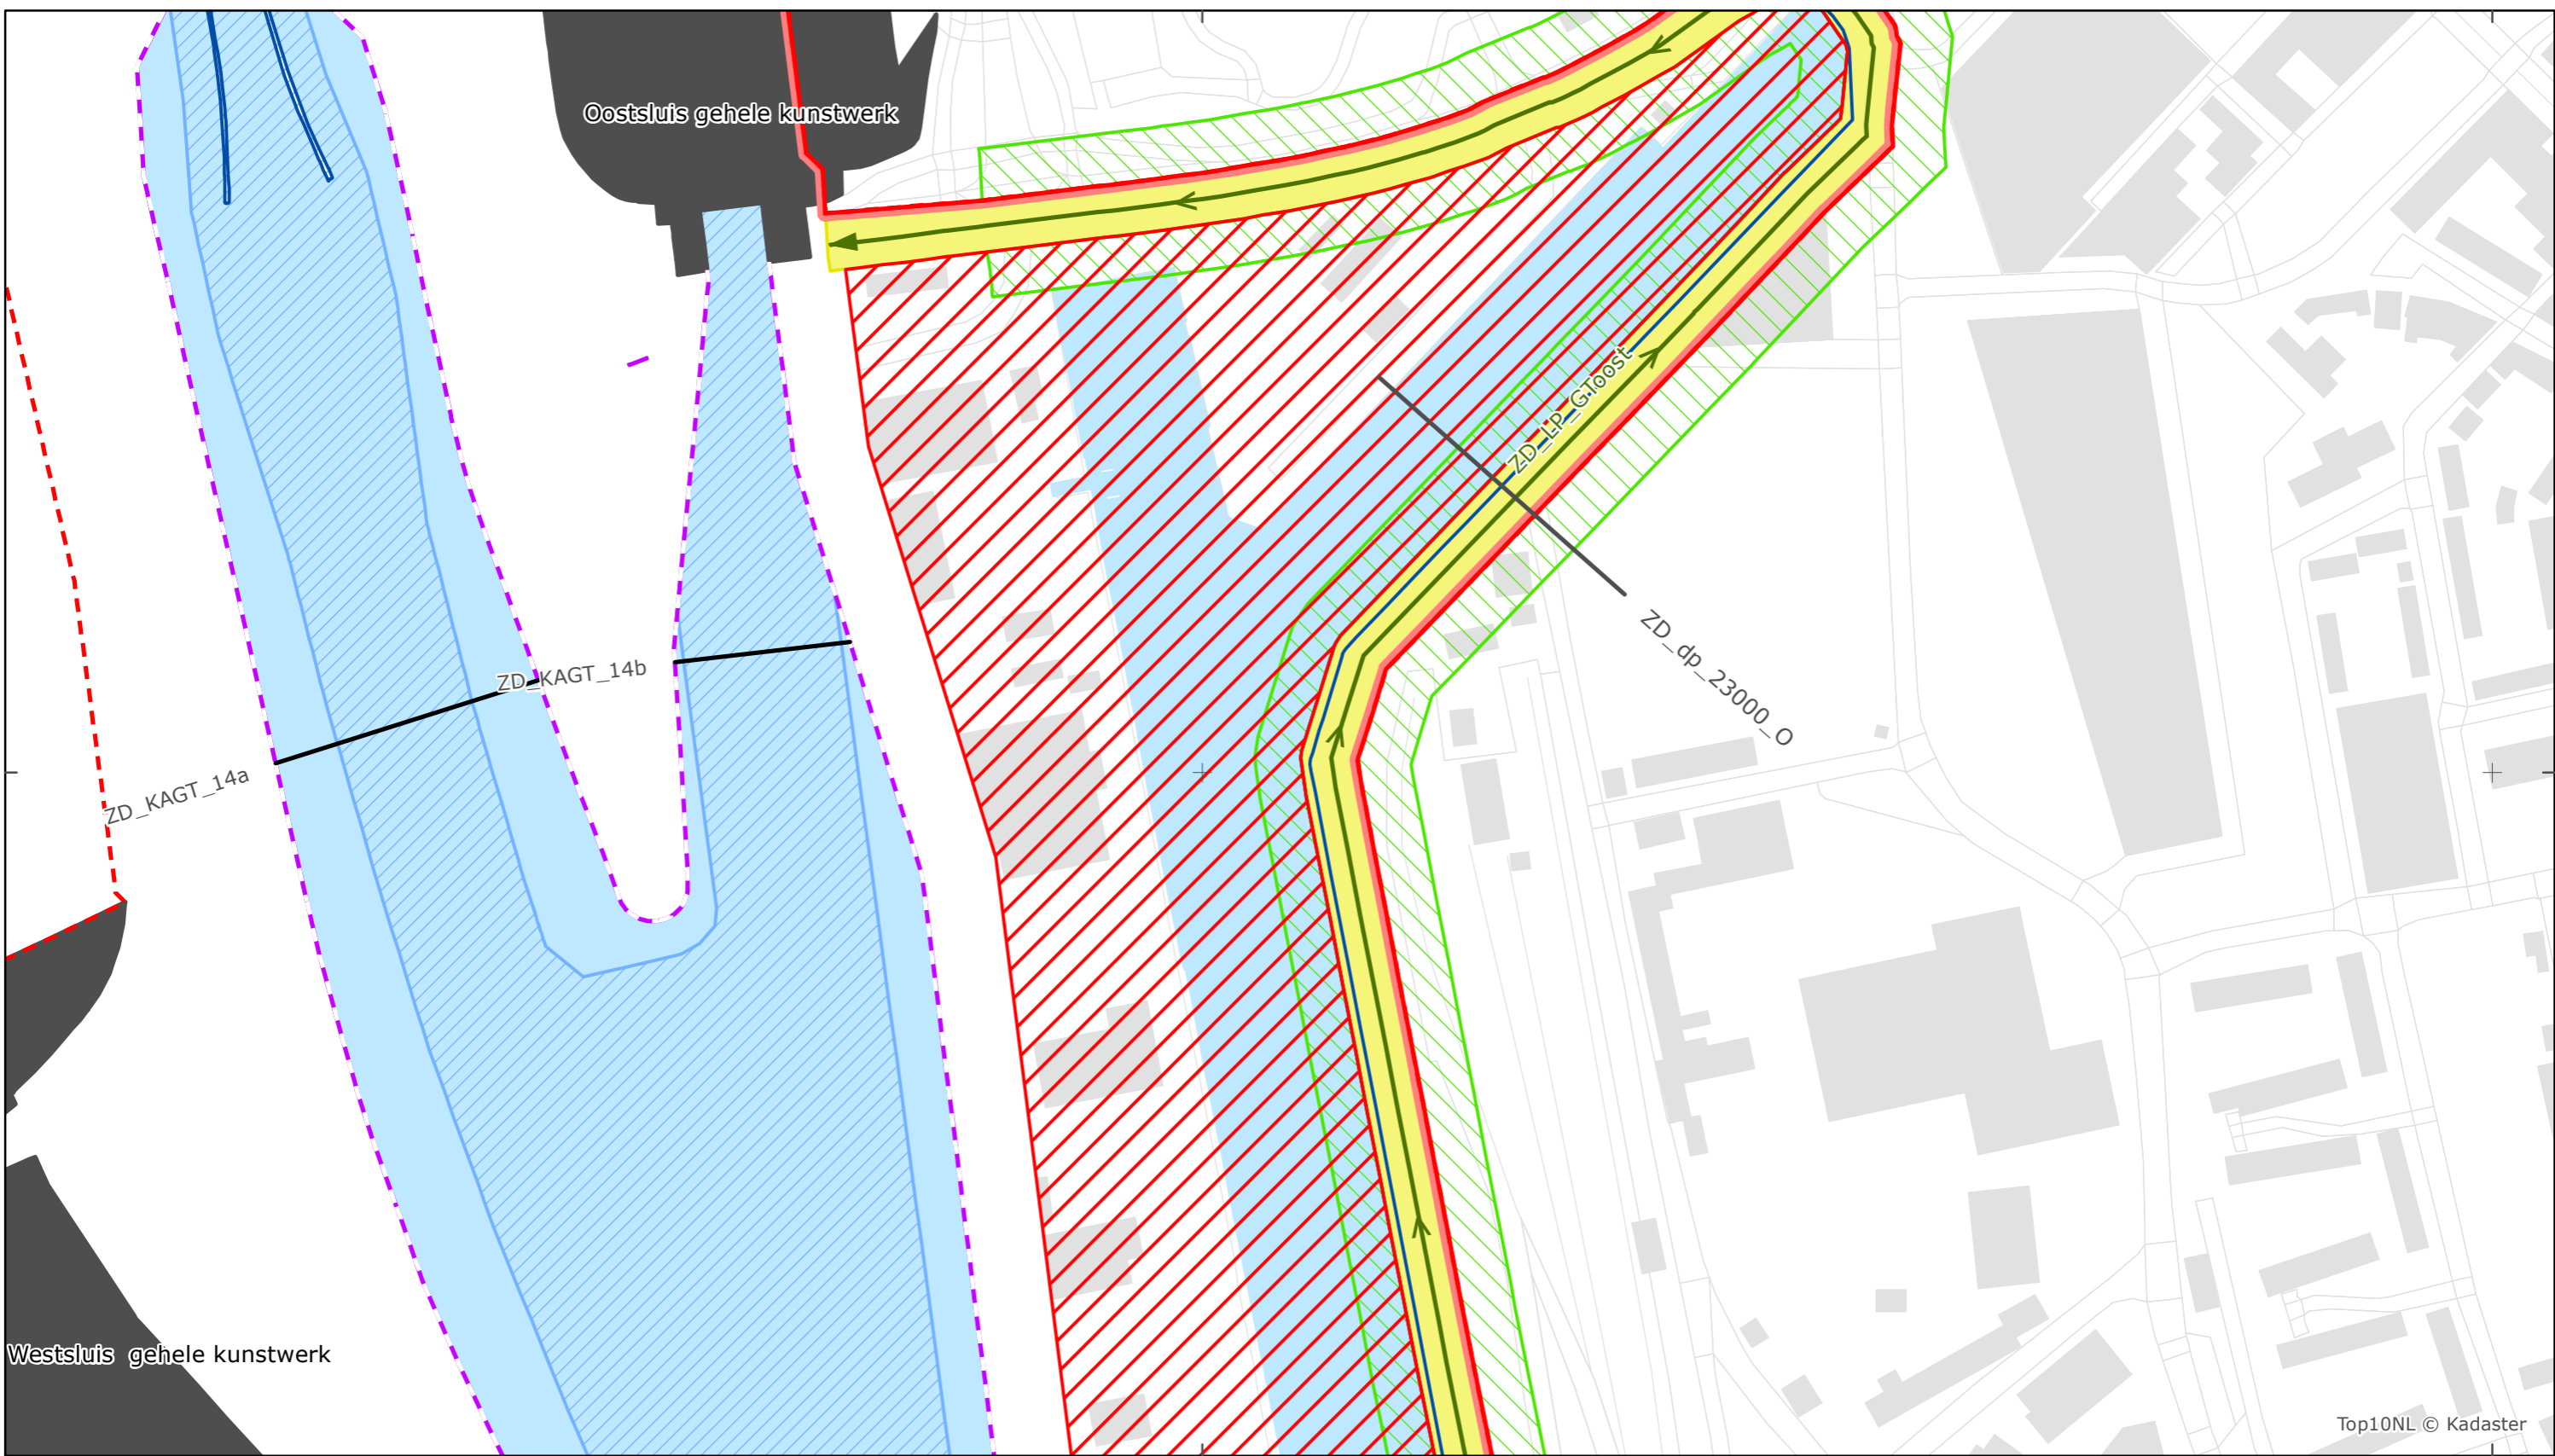 Oostsluis gehele kunstwerk
ZD_LP_GToost
ZD_KAGT_14b
ZD_dp_23000_O
ZD_KAGT_14a
Westsluis  gehele kunstwerk
Top10NL © Kadaster